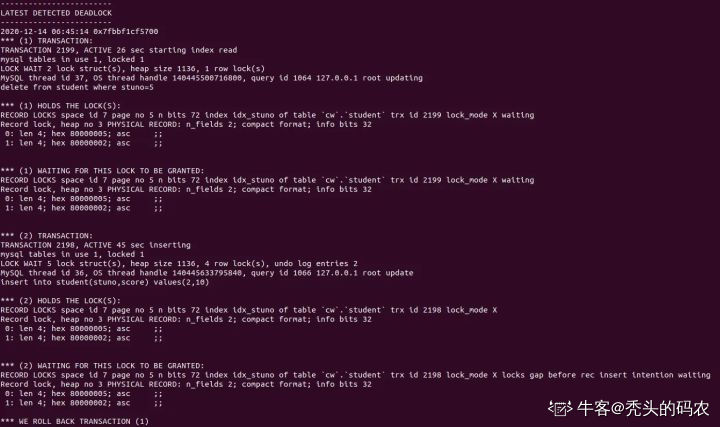 ------------------------
LATEST DETECTED DEADLOCK
------------------------
2020-12-14 06:45:14 0x7fbbf1cf5700
*** (1) TRANSACTION:
TRANSACTION 2199, ACTIVE 26 sec starting index read
mysql tables in use 1, locked 1
LOCK WAIT 2 lock struct(s), heap size 1136, 1 row lock(s)
MySQL thread id 37, OS thread handle 140445500716800, query id 1064 127.0.0.1 root updating
delete from student where stuno=5
*** (1) HOLDS THE LOCK(S):
RECORD LOCKS space id 7 page no 5 n bits 72 index idx_stuno of table `cw`.`student` trx id 2199 lock_mode X waiting
Record lock, heap no 3 PHYSICAL RECORD: n_fields 2; compact format; info bits 32
0: len 4; hex 80000005; asc     ;;
1: len 4; hex 80000002; asc     ;;
*** (1) WAITING FOR THIS LOCK TO BE GRANTED:
RECORD LOCKS space id 7 page no 5 n bits 72 index idx_stuno of table `cw`.`student` trx id 2199 lock_mode X waiting
Record lock, heap no 3 PHYSICAL RECORD: n_fields 2; compact format; info bits 32
0: len 4; hex 80000005; asc     ;;
1: len 4; hex 80000002; asc     ;;
*** (2) TRANSACTION:
TRANSACTION 2198, ACTIVE 45 sec inserting
mysql tables in use 1, locked 1
LOCK WAIT 5 lock struct(s), heap size 1136, 4 row lock(s), undo log entries 2
MySQL thread id 36, OS thread handle 140445633795840, query id 1066 127.0.0.1 root update
insert into student(stuno,score) values(2,10)
*** (2) HOLDS THE LOCK(S):
RECORD LOCKS space id 7 page no 5 n bits 72 index idx_stuno of table `cw`.`student` trx id 2198 lock_mode X
Record lock, heap no 3 PHYSICAL RECORD: n_fields 2; compact format; info bits 32
0: len 4; hex 80000005; asc     ;;
1: len 4; hex 80000002; asc     ;;
*** (2) WAITING FOR THIS LOCK TO BE GRANTED:
RECORD LOCKS space id 7 page no 5 n bits 72 index idx_stuno of table `cw`.`student` trx id 2198 lock_mode X locks gap before rec insert intention waiting
Record lock, heap no 3 PHYSICAL RECORD: n_fields 2; compact format; info bits 32
0: len 4; hex 80000005; asc     ;;
1: len 4; hex 80000002; asc     ;;
*** WE ROLL BACK TRANSACTION (1)
牛客@秃头的码农